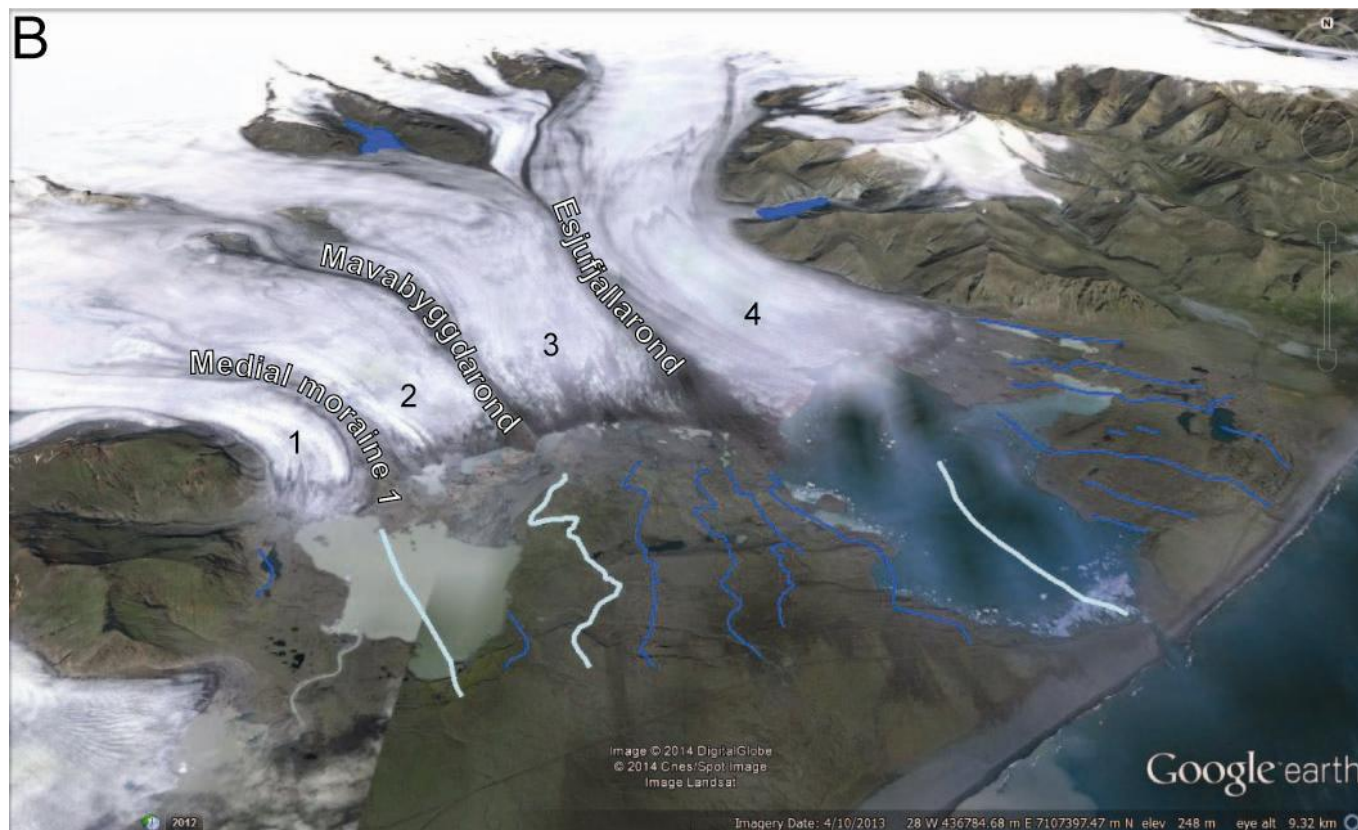 B
N
Esjufjallarond
Mavabyggdarond
4
3
Medial moraine 1
2
1
Image © 2014 DigitalGlobe
© 2014 Cnes/Spot Image
Image Landsat
Google earth
2012
Imagery Date: 4/10/2013 28 W 436784.68 m E 7107397.47 m N elev 248 m eye alt 9.32 km